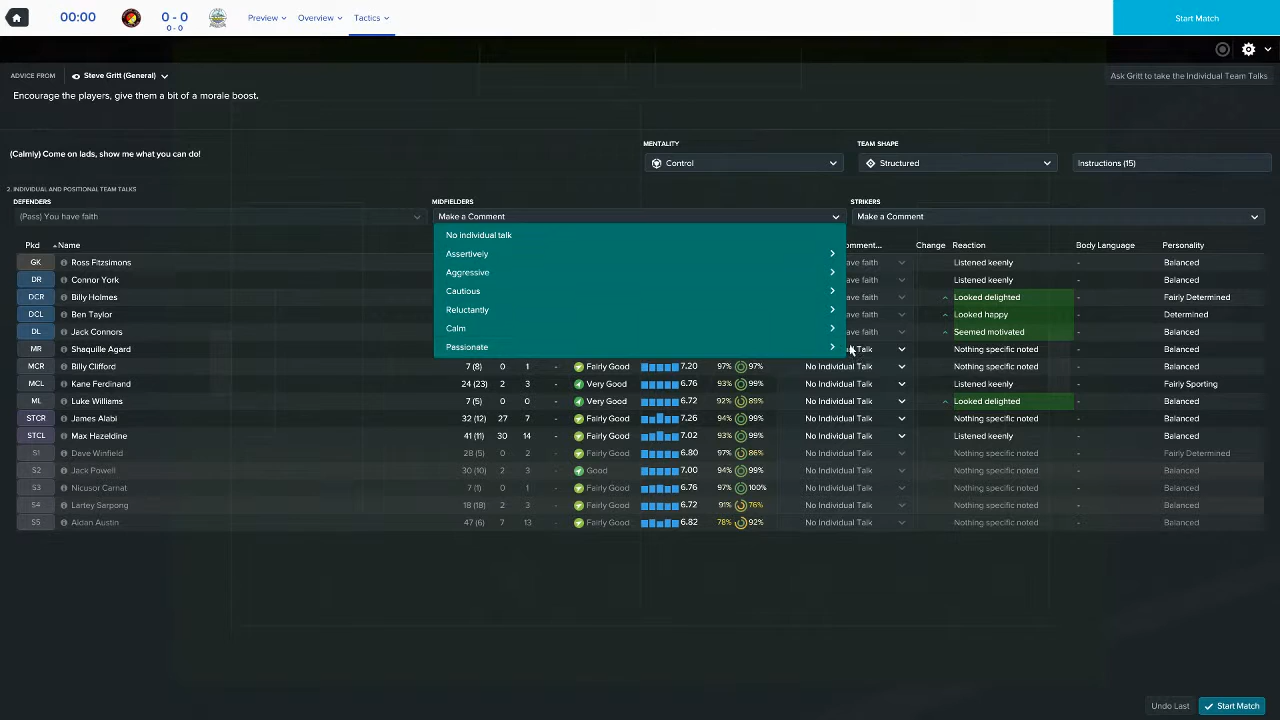 00:00 0 - 0 0 - 0 Preview Overview Tactics Start Match
ADVICE FROM Steve Gritt (General) Ask Gritt to take the Individual Team Talks
Encourage the players, give them a bit of a morale boost.
MENTALITY TEAM SHAPE
(Calmly) Come on lads, show me what you can do! Control Structured Instructions (15)
2. INDIVIDUAL AND POSITIONAL TEAM TALKS
DEFENDERS MIDFIELDERS STRIKERS
(Pass) You have faith Make a Comment Make a Comment
No individual talk
Pkd Name omment... Change Reaction Body Language Personality
Assertively
GK Ross Fitzsimons ave faith Listened keenly - Balanced
Aggressive
DR Connor York ave faith Listened keenly - Balanced
Cautious
DCR Billy Holmes ave faith Looked delighted - Fairly Determined
Reluctantly
DCL Ben Taylor ave faith Looked happy - Determined
Calm
DL Jack Connors ave faith Seemed motivated - Balanced
Passionate
MR Shaquille Agard Talk Nothing specific noted - Balanced
MCR Billy Clifford 7 (8) 0 1 - Fairly Good 7.20 97% 97% No Individual Talk Nothing specific noted - Balanced
MCL Kane Ferdinand 24 (23) 2 3 - Very Good 6.76 93% 99% No Individual Talk Listened keenly - Fairly Sporting
ML Luke Williams 7 (5) 0 0 - Very Good 6.72 92% 89% No Individual Talk Looked delighted - Balanced
STCR James Alabi 32 (12) 27 7 - Fairly Good 7.26 94% 99% No Individual Talk Nothing specific noted - Balanced
STCL Max Hazeldine 41 (11) 30 14 - Fairly Good 7.02 93% 99% No Individual Talk Listened keenly - Balanced
S1 Dave Winfield 28 (5) 0 2 - Fairly Good 6.80 97% 86% No Individual Talk Nothing specific noted - Fairly Determined
S2 Jack Powell 30 (10) 2 3 - Good 7.00 94% 99% No Individual Talk Nothing specific noted - Balanced
S3 Nicusor Carnat 7 (1) 0 1 - Fairly Good 6.76 97% 100% No Individual Talk Nothing specific noted - Balanced
S4 Lartey Sarpong 18 (18) 2 3 - Fairly Good 6.72 91% 76% No Individual Talk Nothing specific noted - Balanced
S5 Aidan Austin 47 (6) 7 13 - Fairly Good 6.82 78% 92% No Individual Talk Nothing specific noted - Balanced
Undo Last Start Match